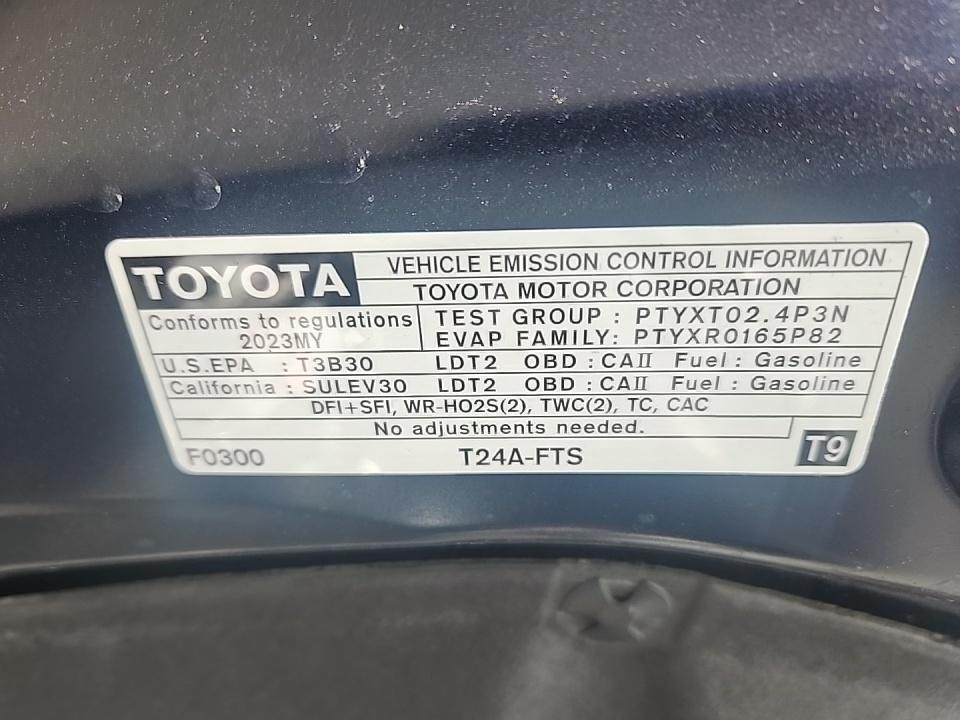 TOYOTA VEHICLE EMISSION CONTROL INFORMATION
TOYOTA MOTOR CORPORATION
Conforms to regulations
2023MY
TEST GROUP : PTYXT02.4P3N
EVAP FAMILY: PTYXR0165P82
U.S.EPA : T3B30 LDT2 OBD : CAII Fuel : Gasoline
California : SULEV30 LDT2 OBD : CAII Fuel : Gasoline
DFI+SFI, WR-HO2S(2), TWC(2), TC, CAC
No adjustments needed.
F0300 T24A-FTS T9